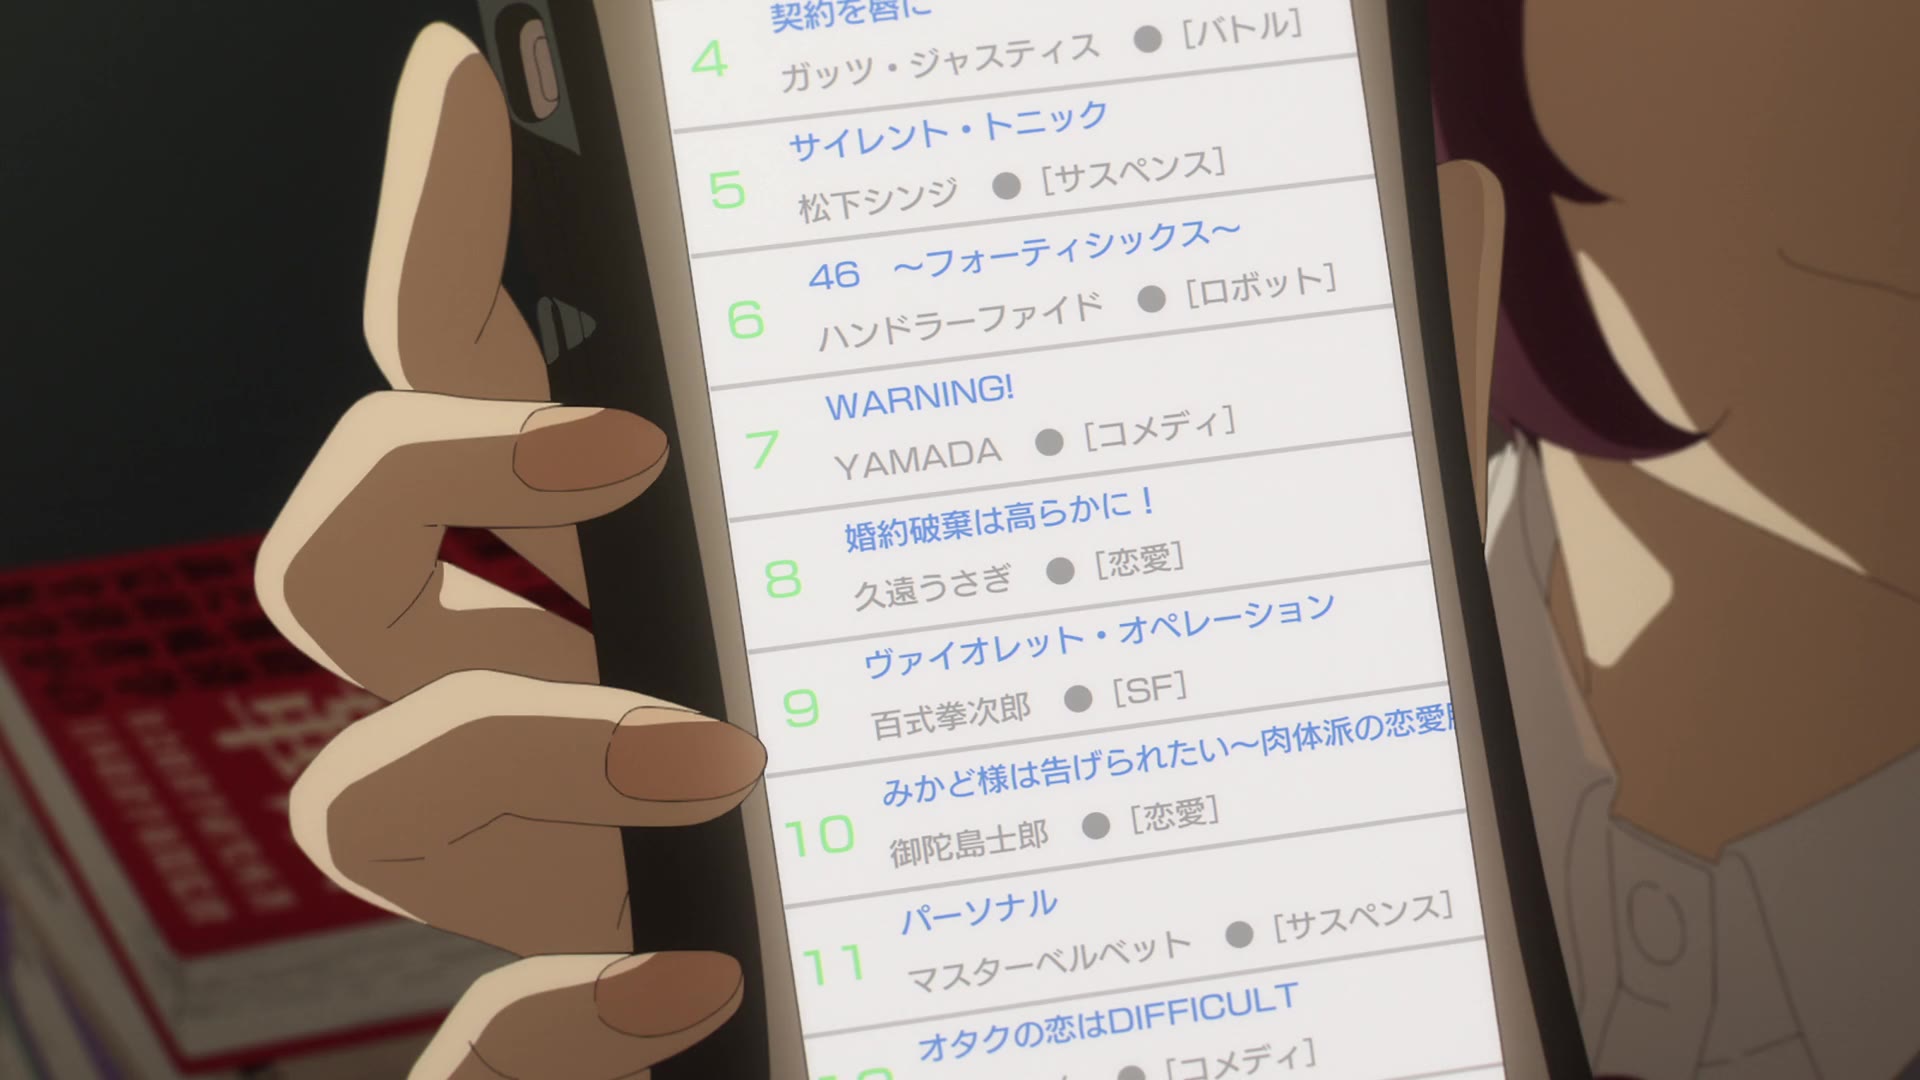 契約を唇に
4
ガッツ・ジャスティス ● [バトル]
サイレント・トニック
5
松下シンジ ● [サスペンス]
46 ～フォーティシックス～
6
ハンドラーファイド ● [ロボット]
WARNING!
7
YAMADA ● [コメディ]
婚約破棄は高らかに！
8
久遠うさぎ ● [恋愛]
ヴァイオレット・オペレーション
9
百式拳次郎 ● [SF]
みかど様は告げられたい～肉体派の恋愛
10
御陀島士郎 ● [恋愛]
パーソナル
11
マスターベルベット ● [サスペンス]
オタクの恋はDIFFICULT
● [コメディ]